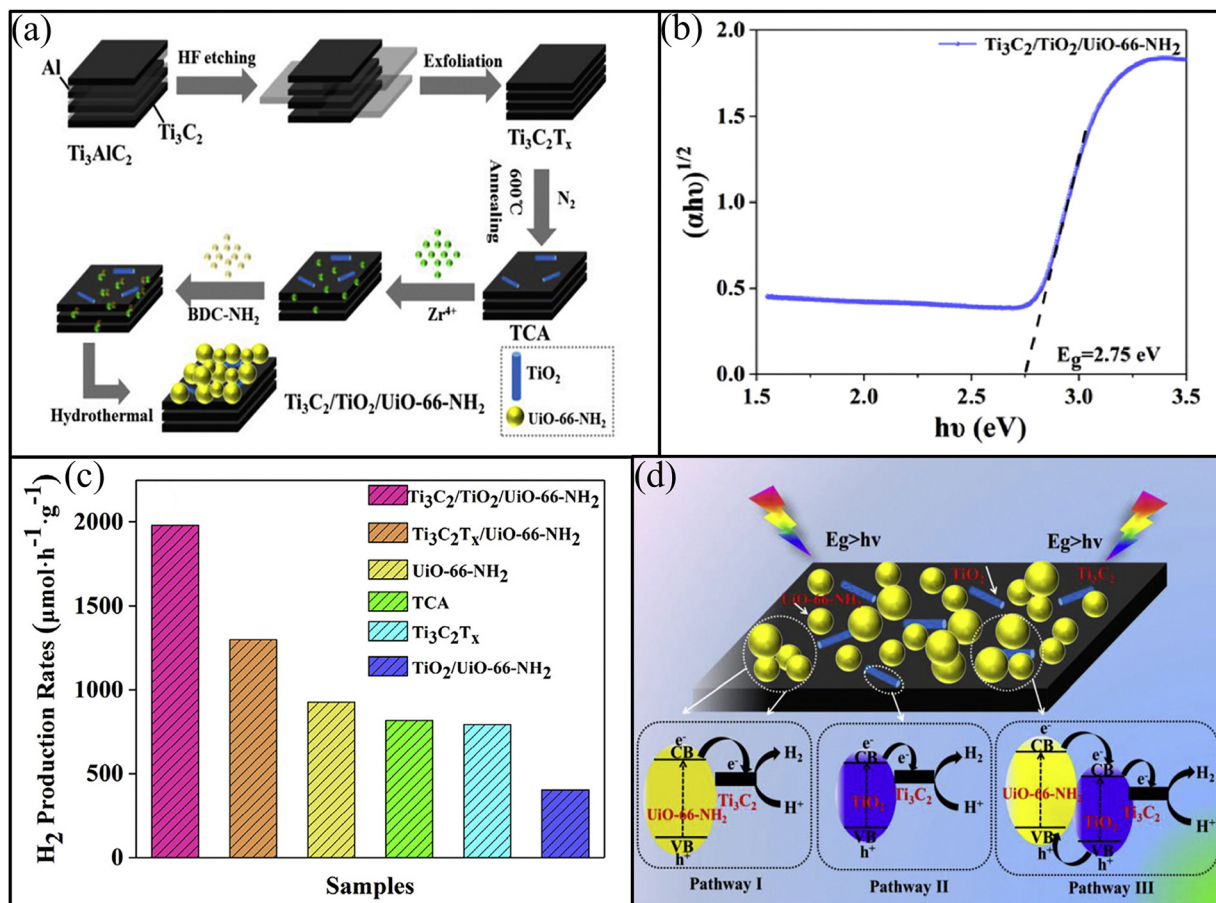 (a)
Al
HF etching
Exfoliation
Ti₃C₂
Ti₃AlC₂
Ti₃C₂Tₓ
600℃
Annealing
N₂
BDC-NH₂
Zr⁴⁺
TCA
TiO₂
UiO-66-NH₂
Hydrothermal
Ti₃C₂/TiO₂/UiO-66-NH₂
(b)
Ti₃C₂/TiO₂/UiO-66-NH₂
(αhυ)¹/²
2.0
1.5
1.0
0.5
0.0
Eg=2.75 eV
1.5 2.0 2.5 3.0 3.5
hυ (eV)
(c)
H₂ Production Rates (μmol·h⁻¹·g⁻¹)
2000
1500
1000
500
0
Ti₃C₂/TiO₂/UiO-66-NH₂
Ti₃C₂Tₓ/UiO-66-NH₂
UiO-66-NH₂
TCA
Ti₃C₂Tₓ
TiO₂/UiO-66-NH₂
Samples
(d)
Eg>hv
Eg>hv
TiO₂
Ti₃C₂
UiO-66-NH₂
e⁻
CB
e⁻
H₂
Ti₃C₂
UiO-66-NH₂
H⁺
VB
h⁺
Pathway I
e⁻
CB
e⁻
H₂
TiO₂
Ti₃C₂
H⁺
VB
h⁺
Pathway II
e⁻
CB
e⁻
CB
e⁻
H₂
UiO-66-NH₂
Ti₃C₂
TiO₂
H⁺
VB
h⁺
VB
h⁺
Pathway III